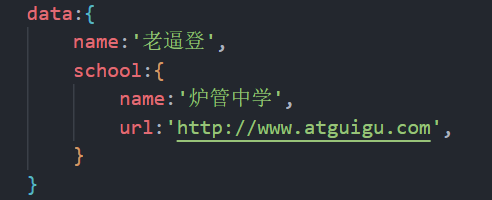 data:{
name:'老逼登',
school:{
name:'炉管中学',
url:'http://www.atguigu.com',
}
}